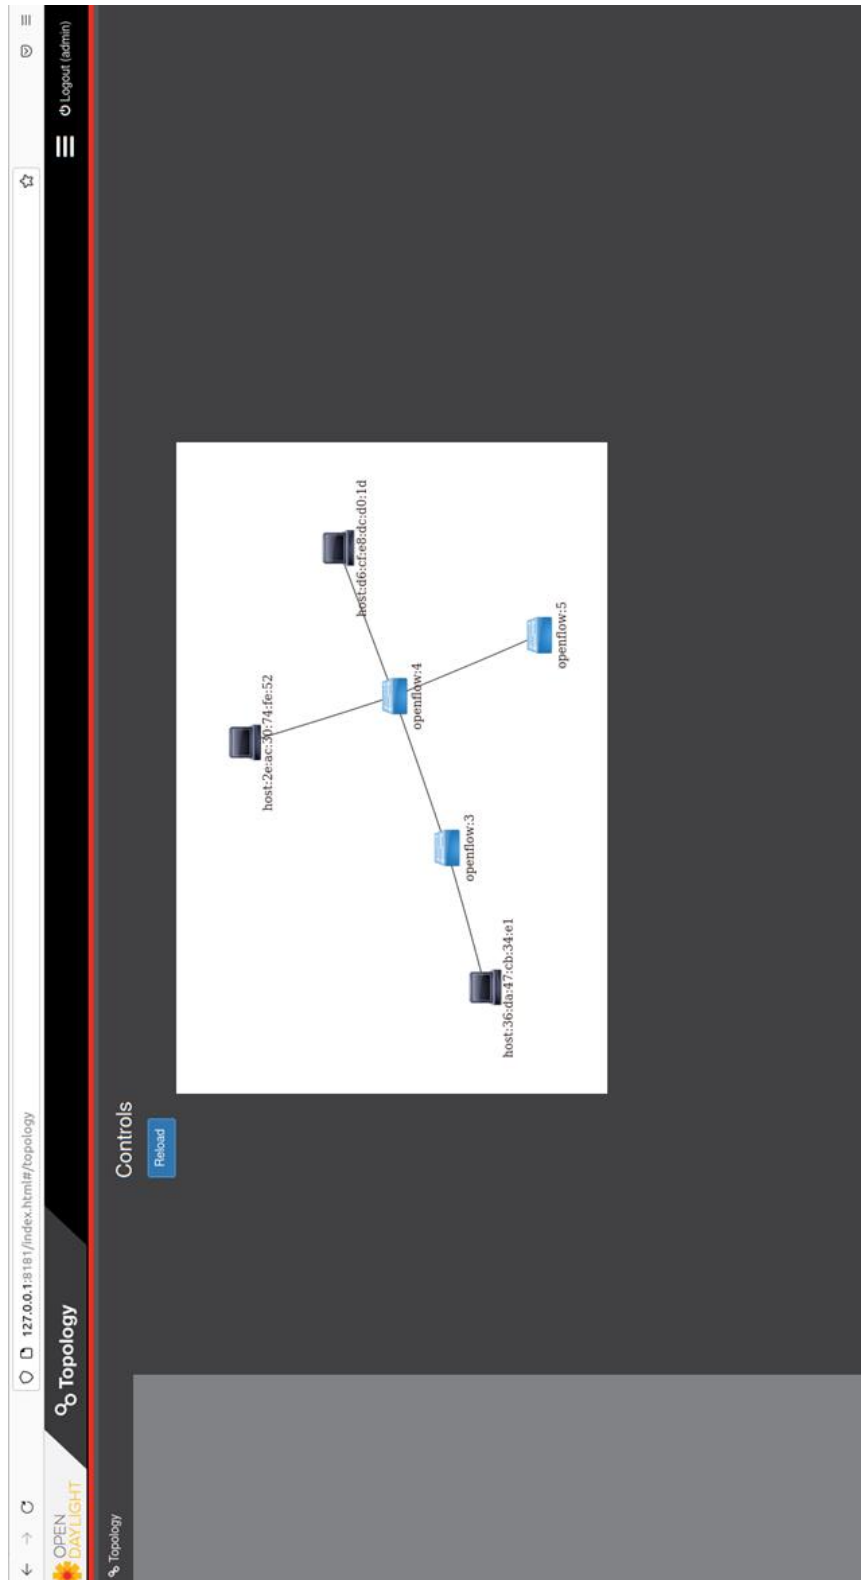 127.0.0.1:8181/index.html#/topology
OPEN
DAYLIGHT
Topology
Logout (admin)
Topology
Controls
Reload
host:2e:ac:30:74:fe:52
host:d6:cf:e8:dc:d0:1d
openflow:4
openflow:3
host:36:da:47:cb:34:e1
openflow:5